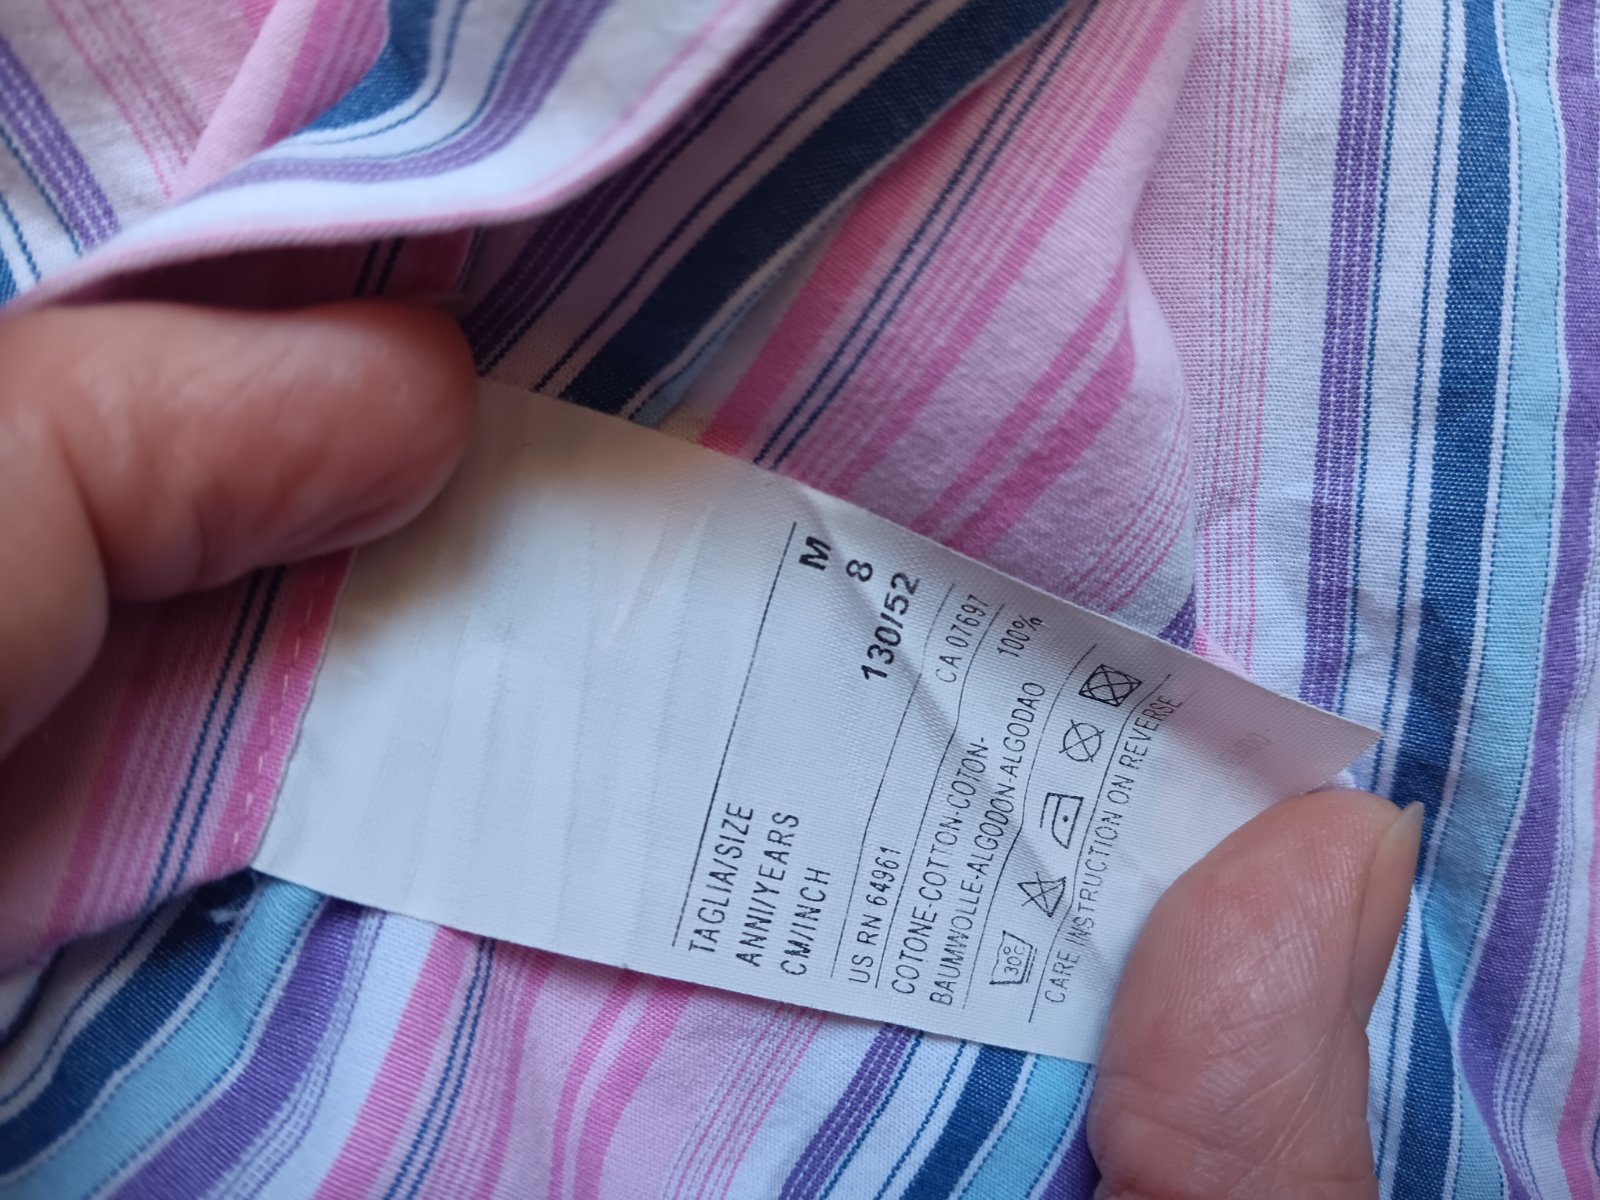 TAGLIA/SIZE M
ANNI/YEARS 8
CM/INCH 130/52
US RN 64961 CA 07697
COTONE-COTTON-COTON-
BAUMWOLLE-ALGODON-ALGODAO 100%
30°C
CARE INSTRUCTION ON REVERSE